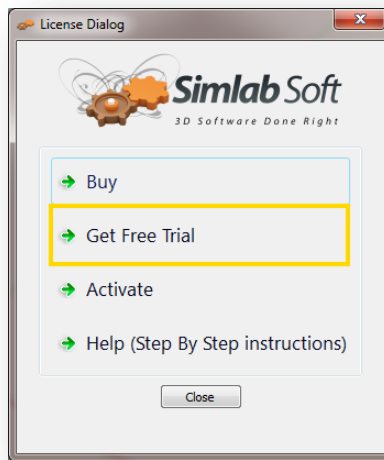 License Dialog
Simlab Soft
3D Software Done Right
Buy
Get Free Trial
Activate
Help (Step By Step instructions)
Close